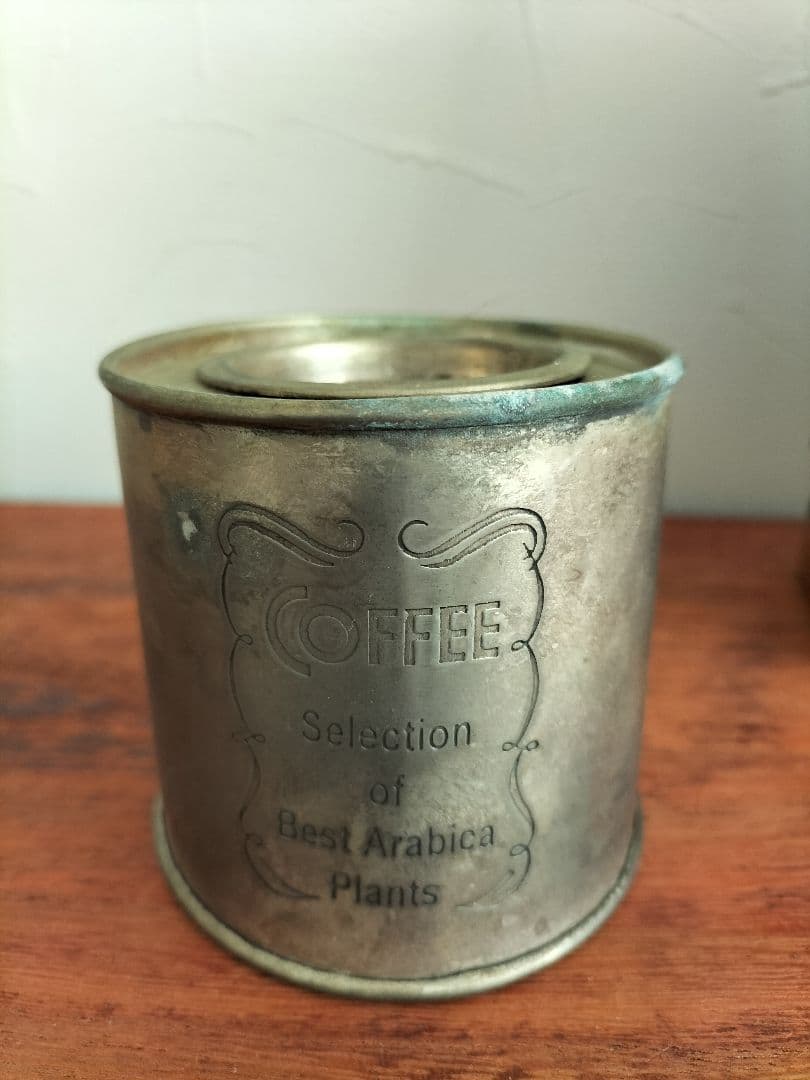 COFFEE
Selection
of
Best Arabica
Plants